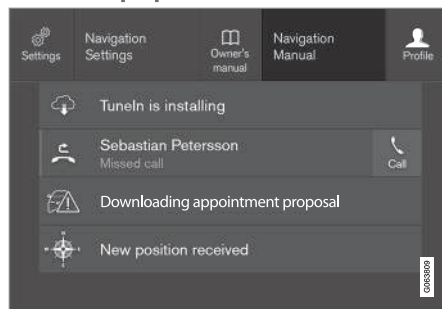 Settings
Navigation
Settings
Owner's
manual
Navigation
Manual
Profile
TuneIn is installing
Sebastian Petersson
Missed call
Call
Downloading appointment proposal
New position received
G063809